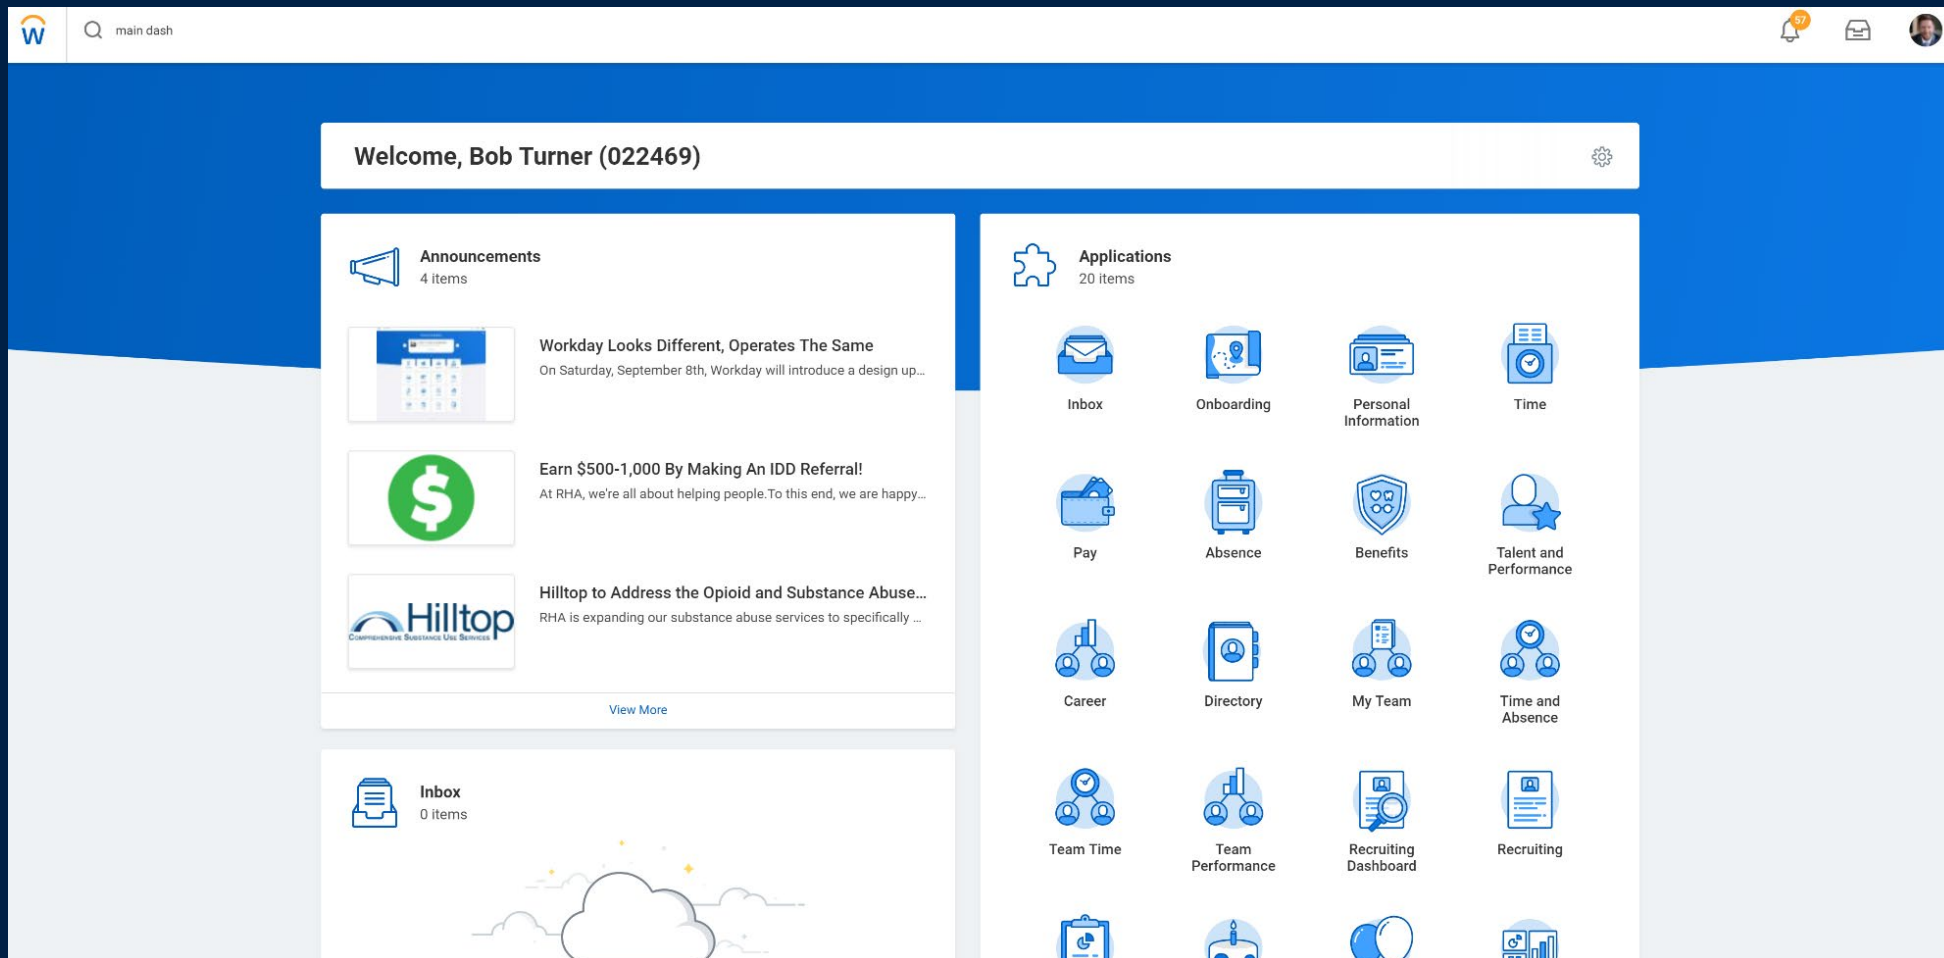 W
main dash
57
Welcome, Bob Turner (022469)
Announcements
4 items
Workday Looks Different, Operates The Same
On Saturday, September 8th, Workday will introduce a design up...
Earn $500-1,000 By Making An IDD Referral!
At RHA, we're all about helping people.To this end, we are happy...
Hilltop
COMPREHENSIVE SUBSTANCE USE SERVICES
Hilltop to Address the Opioid and Substance Abuse...
RHA is expanding our substance abuse services to specifically ...
View More
Inbox
0 items
Applications
20 items
Inbox
Onboarding
Personal
Information
Time
Pay
Absence
Benefits
Talent and
Performance
Career
Directory
My Team
Time and
Absence
Team Time
Team
Performance
Recruiting
Dashboard
Recruiting